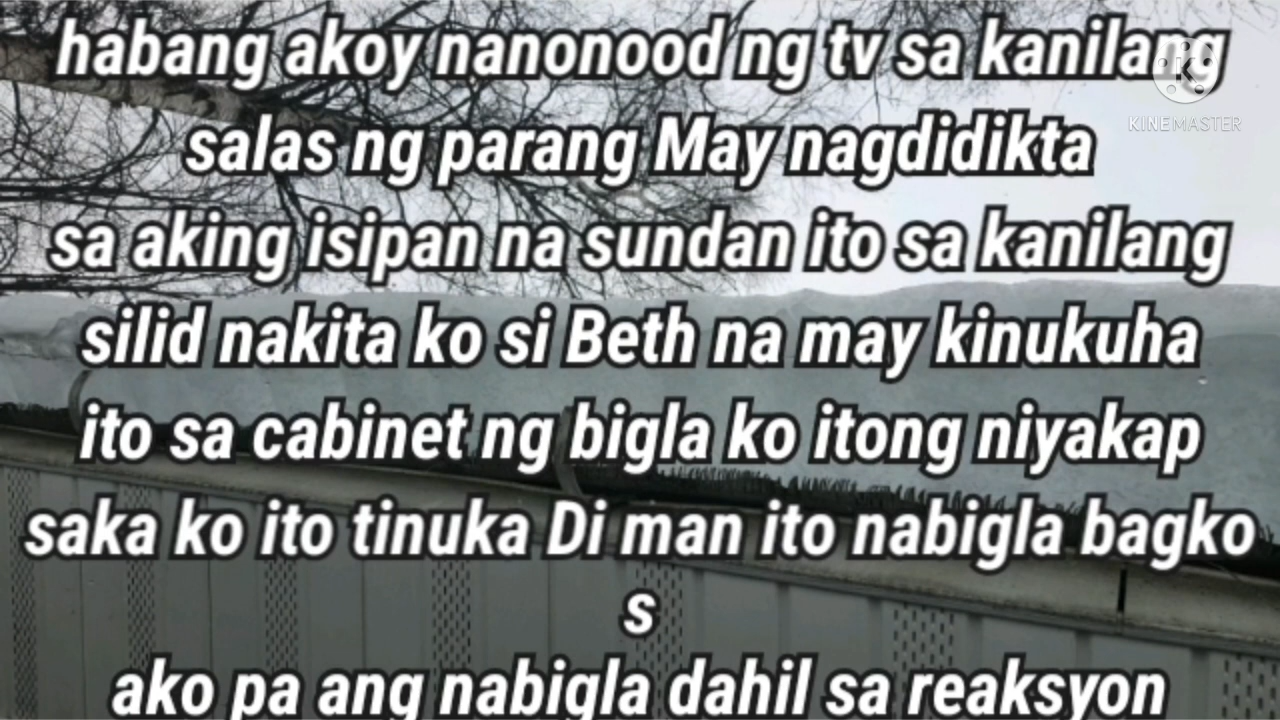 habang akoy nanonood ng tv sa kanilang
KINEMASTER
salas ng parang May nagdidikta
sa aking isipan na sundan ito sa kanilang
silid nakita ko si Beth na may kinukuha
ito sa cabinet ng bigla ko itong niyakap
saka ko ito tinuka Di man ito nabigla bagko
s
ako pa ang nabigla dahil sa reaksyon